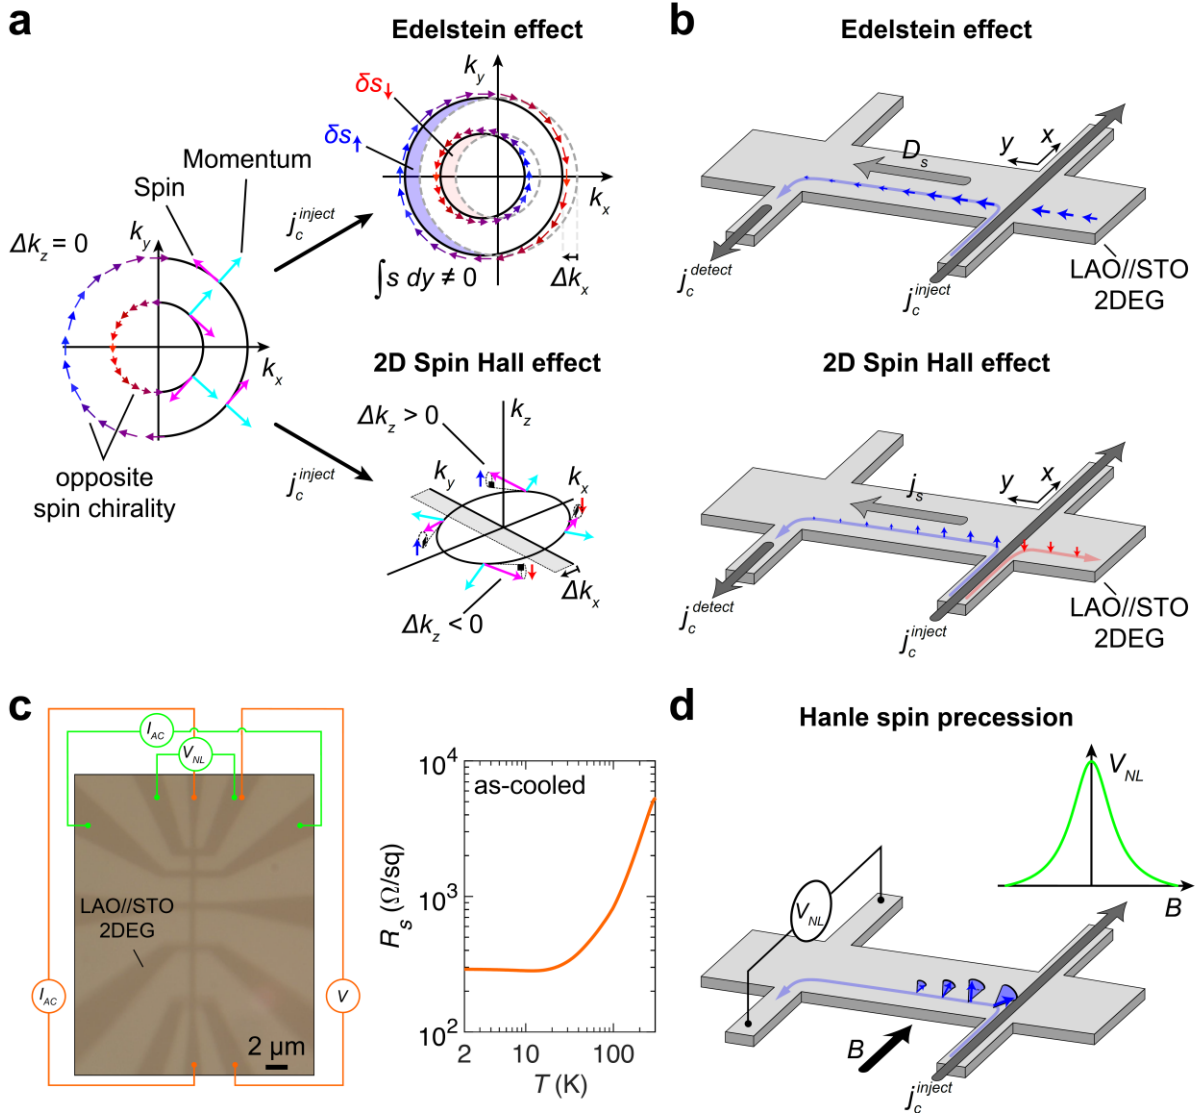 a
Edelstein effect
k_y
δs↓
δs↑
Momentum
Spin
Δk_z = 0
k_y
j_c^inject
k_x
∫s dy ≠ 0
Δk_x
k_x
2D Spin Hall effect
opposite
spin chirality
j_c^inject
Δk_z > 0
k_z
k_y
k_x
Δk_x
Δk_z < 0
b
Edelstein effect
D_s
y
x
j_c^detect
j_c^inject
LAO//STO
2DEG
2D Spin Hall effect
j_s
y
x
j_c^detect
j_c^inject
LAO//STO
2DEG
c
I_AC
V_NL
LAO//STO
2DEG
I_AC
V
2 μm
10^4
as-cooled
10^3
10^2
R_s (Ω/sq)
2
10
100
T (K)
d
Hanle spin precession
V_NL
B
V_NL
B
j_c^inject